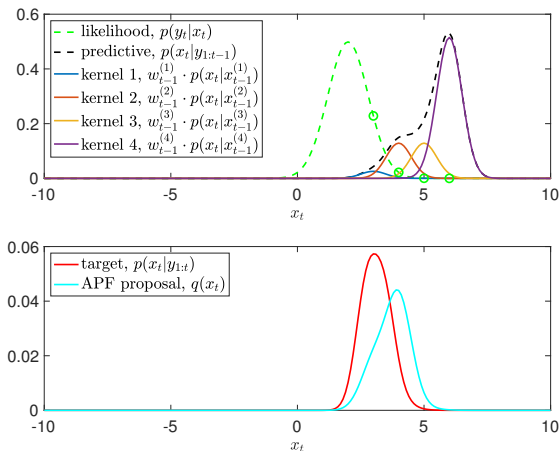 0.6
0.4
0.2
0
likelihood, p(y_t|x_t)
predictive, p(x_t|y_{1:t−1})
kernel 1, w_{t−1}^{(1)} · p(x_t|x_{t−1}^{(1)})
kernel 2, w_{t−1}^{(2)} · p(x_t|x_{t−1}^{(2)})
kernel 3, w_{t−1}^{(3)} · p(x_t|x_{t−1}^{(3)})
kernel 4, w_{t−1}^{(4)} · p(x_t|x_{t−1}^{(4)})
-10 -5 0 5 10
x_t
0.06
0.04
0.02
0
target, p(x_t|y_{1:t})
APF proposal, q(x_t)
-10 -5 0 5 10
x_t